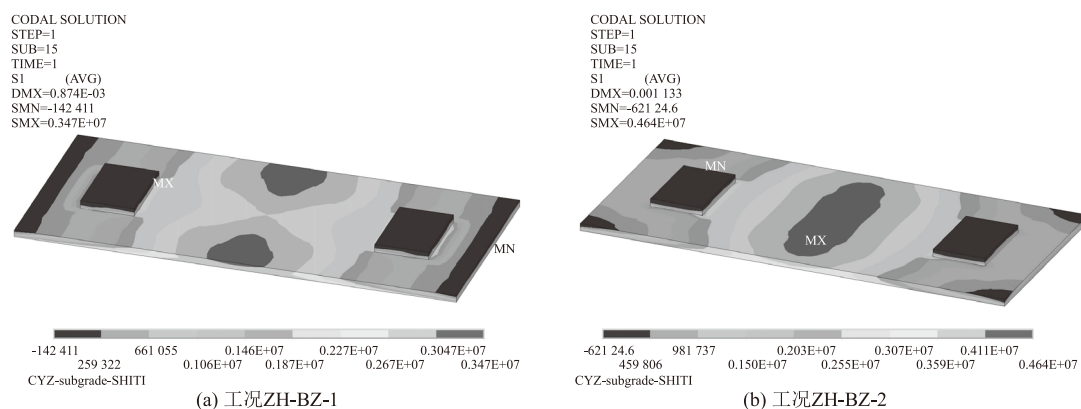 CODAL SOLUTION
STEP=1
SUB=15
TIME=1
S1 (AVG)
DMX=0.874E-03
SMN=-142 411
SMX=0.347E+07
MX
MN
-142 411 661 055 0.146E+07 0.227E+07 0.3047E+07
259 322 0.106E+07 0.187E+07 0.267E+07 0.347E+07
CYZ-subgrade-SHITI
(a) 工况ZH-BZ-1
CODAL SOLUTION
STEP=1
SUB=15
TIME=1
S1 (AVG)
DMX=0.001 133
SMN=-621 24.6
SMX=0.464E+07
MN
MX
-621 24.6 981 737 0.203E+07 0.307E+07 0.411E+07
459 806 0.150E+07 0.255E+07 0.359E+07 0.464E+07
CYZ-subgrade-SHITI
(b) 工况ZH-BZ-2